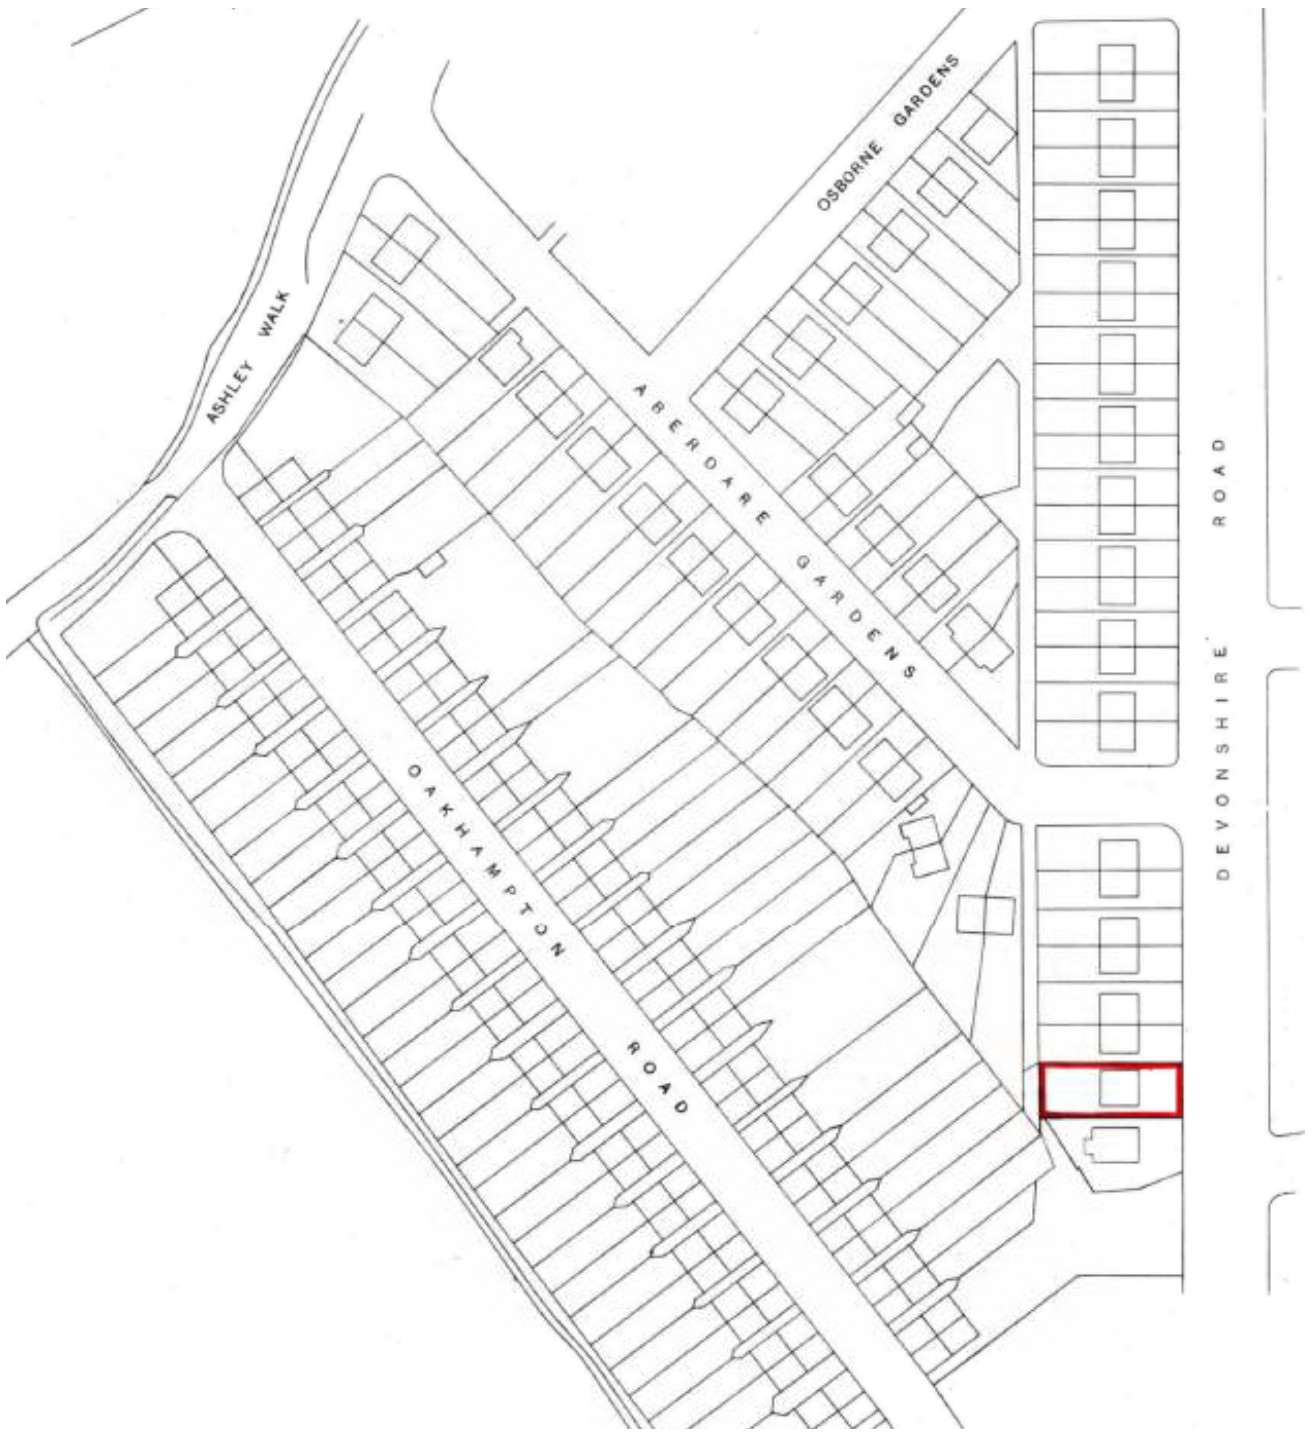 OSBORNE GARDENS
ASHLEY WALK
ABERDARE GARDENS
DEVONSHIRE ROAD
OAKHAMPTON ROAD